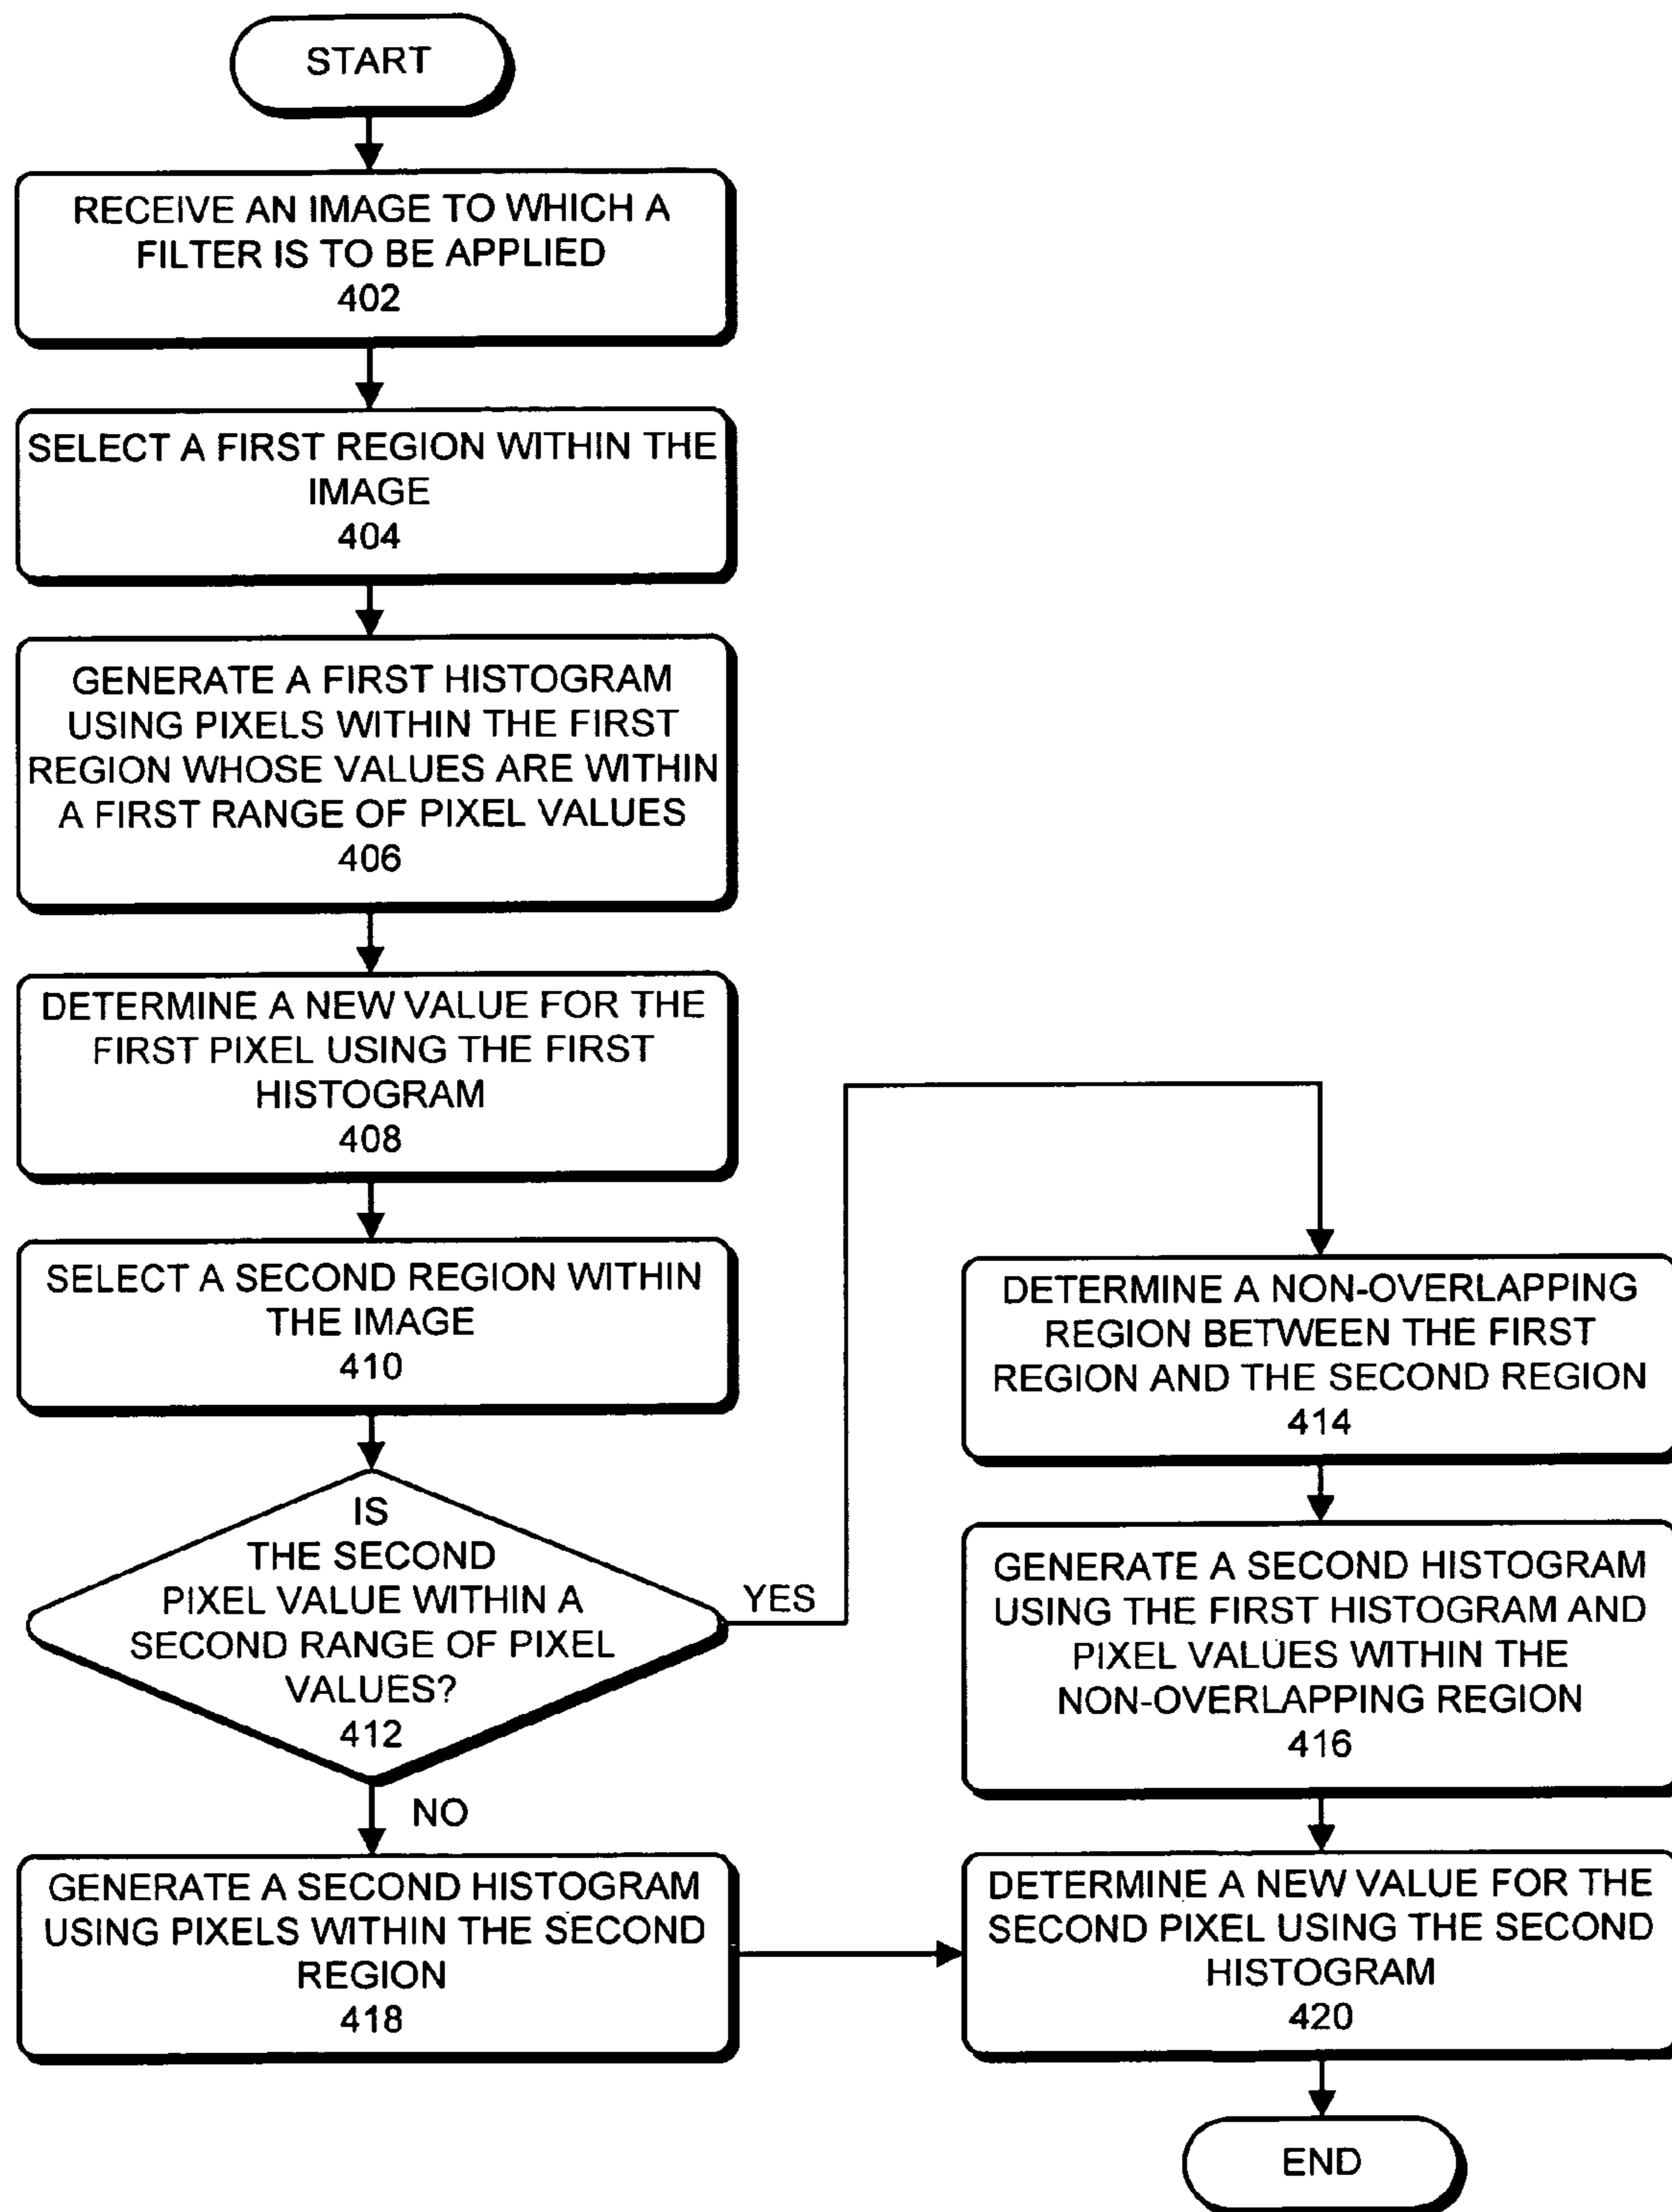 START
RECEIVE AN IMAGE TO WHICH A
FILTER IS TO BE APPLIED
402
SELECT A FIRST REGION WITHIN THE
IMAGE
404
GENERATE A FIRST HISTOGRAM
USING PIXELS WITHIN THE FIRST
REGION WHOSE VALUES ARE WITHIN
A FIRST RANGE OF PIXEL VALUES
406
DETERMINE A NEW VALUE FOR THE
FIRST PIXEL USING THE FIRST
HISTOGRAM
408
SELECT A SECOND REGION WITHIN
THE IMAGE
410
IS
THE SECOND
PIXEL VALUE WITHIN A
SECOND RANGE OF PIXEL
VALUES?
412
YES
NO
DETERMINE A NON-OVERLAPPING
REGION BETWEEN THE FIRST
REGION AND THE SECOND REGION
414
GENERATE A SECOND HISTOGRAM
USING THE FIRST HISTOGRAM AND
PIXEL VALUES WITHIN THE
NON-OVERLAPPING REGION
416
GENERATE A SECOND HISTOGRAM
USING PIXELS WITHIN THE SECOND
REGION
418
DETERMINE A NEW VALUE FOR THE
SECOND PIXEL USING THE SECOND
HISTOGRAM
420
END